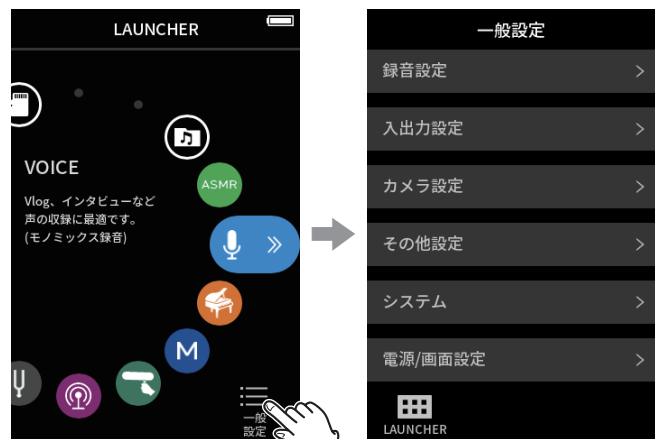 LAUNCHER
ASMR
VOICE
Vlog、インタビューなど
声の収録に最適です。
(モノミックス録音)
M
一般
設定
一般設定
録音設定
入出力設定
カメラ設定
その他設定
システム
電源/画面設定
LAUNCHER